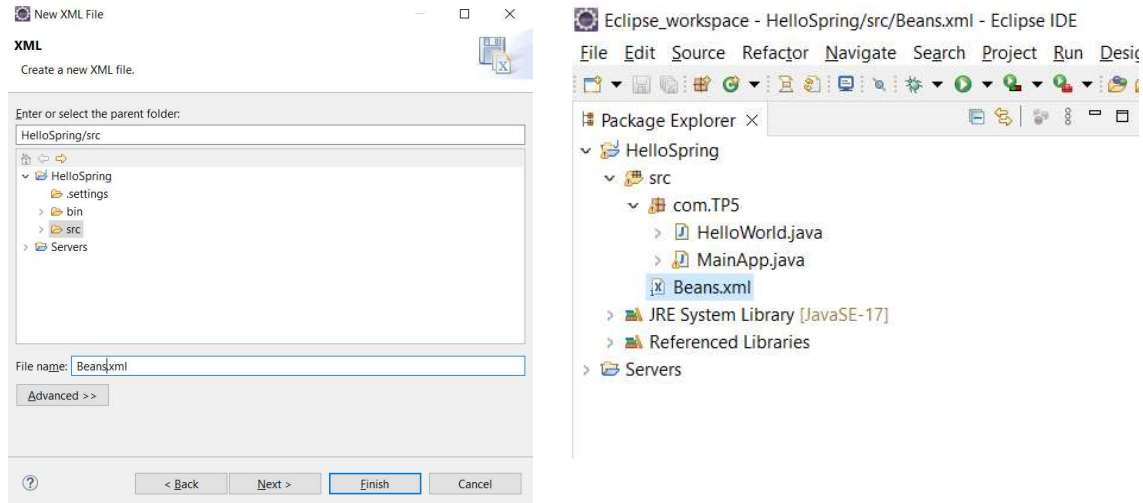 New XML File
XML
Create a new XML file.
Enter or select the parent folder:
HelloSpring/src
HelloSpring
.settings
bin
src
Servers
File name: Beans.xml
Advanced >>
< Back Next > Finish Cancel
Eclipse_workspace - HelloSpring/src/Beans.xml - Eclipse IDE
File Edit Source Refactor Navigate Search Project Run
Package Explorer
HelloSpring
src
com.TP5
HelloWorld.java
MainApp.java
Beans.xml
JRE System Library [JavaSE-17]
Referenced Libraries
Servers